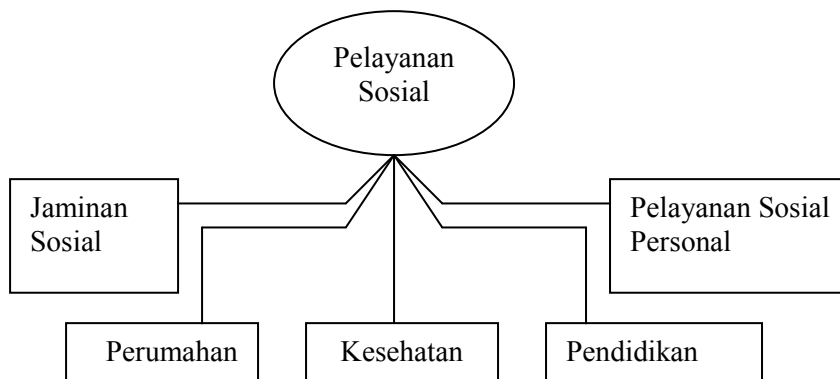 Pelayanan
Sosial
Jaminan
Sosial
Pelayanan Sosial
Personal
Perumahan
Kesehatan
Pendidikan